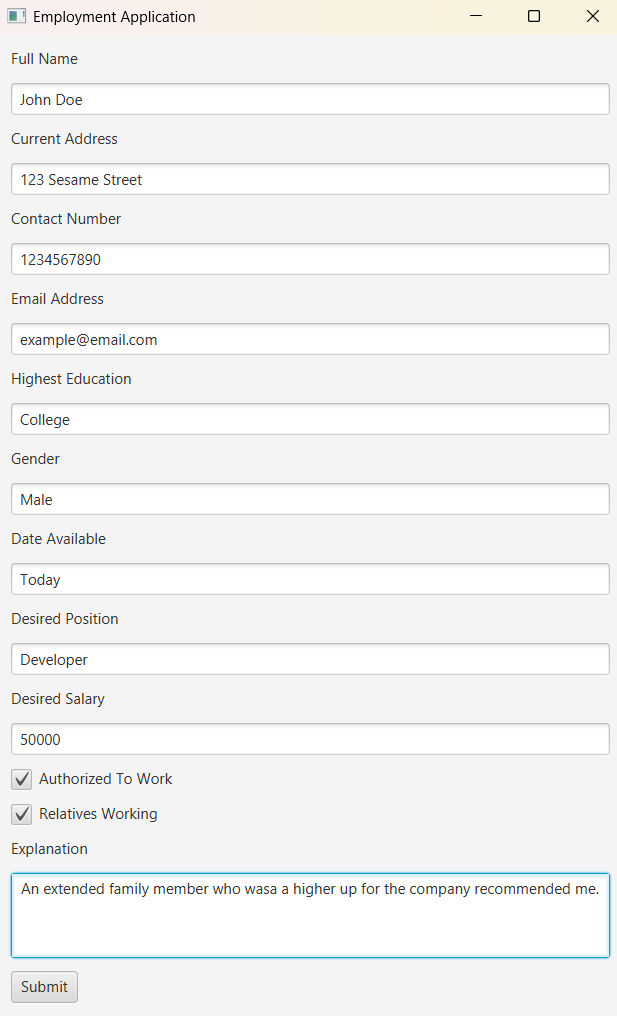 Employment Application
Full Name
John Doe
Current Address
123 Sesame Street
Contact Number
1234567890
Email Address
example@email.com
Highest Education
College
Gender
Male
Date Available
Today
Desired Position
Developer
Desired Salary
50000
Authorized To Work
Relatives Working
Explanation
An extended family member who wasa a higher up for the company recommended me.
Submit